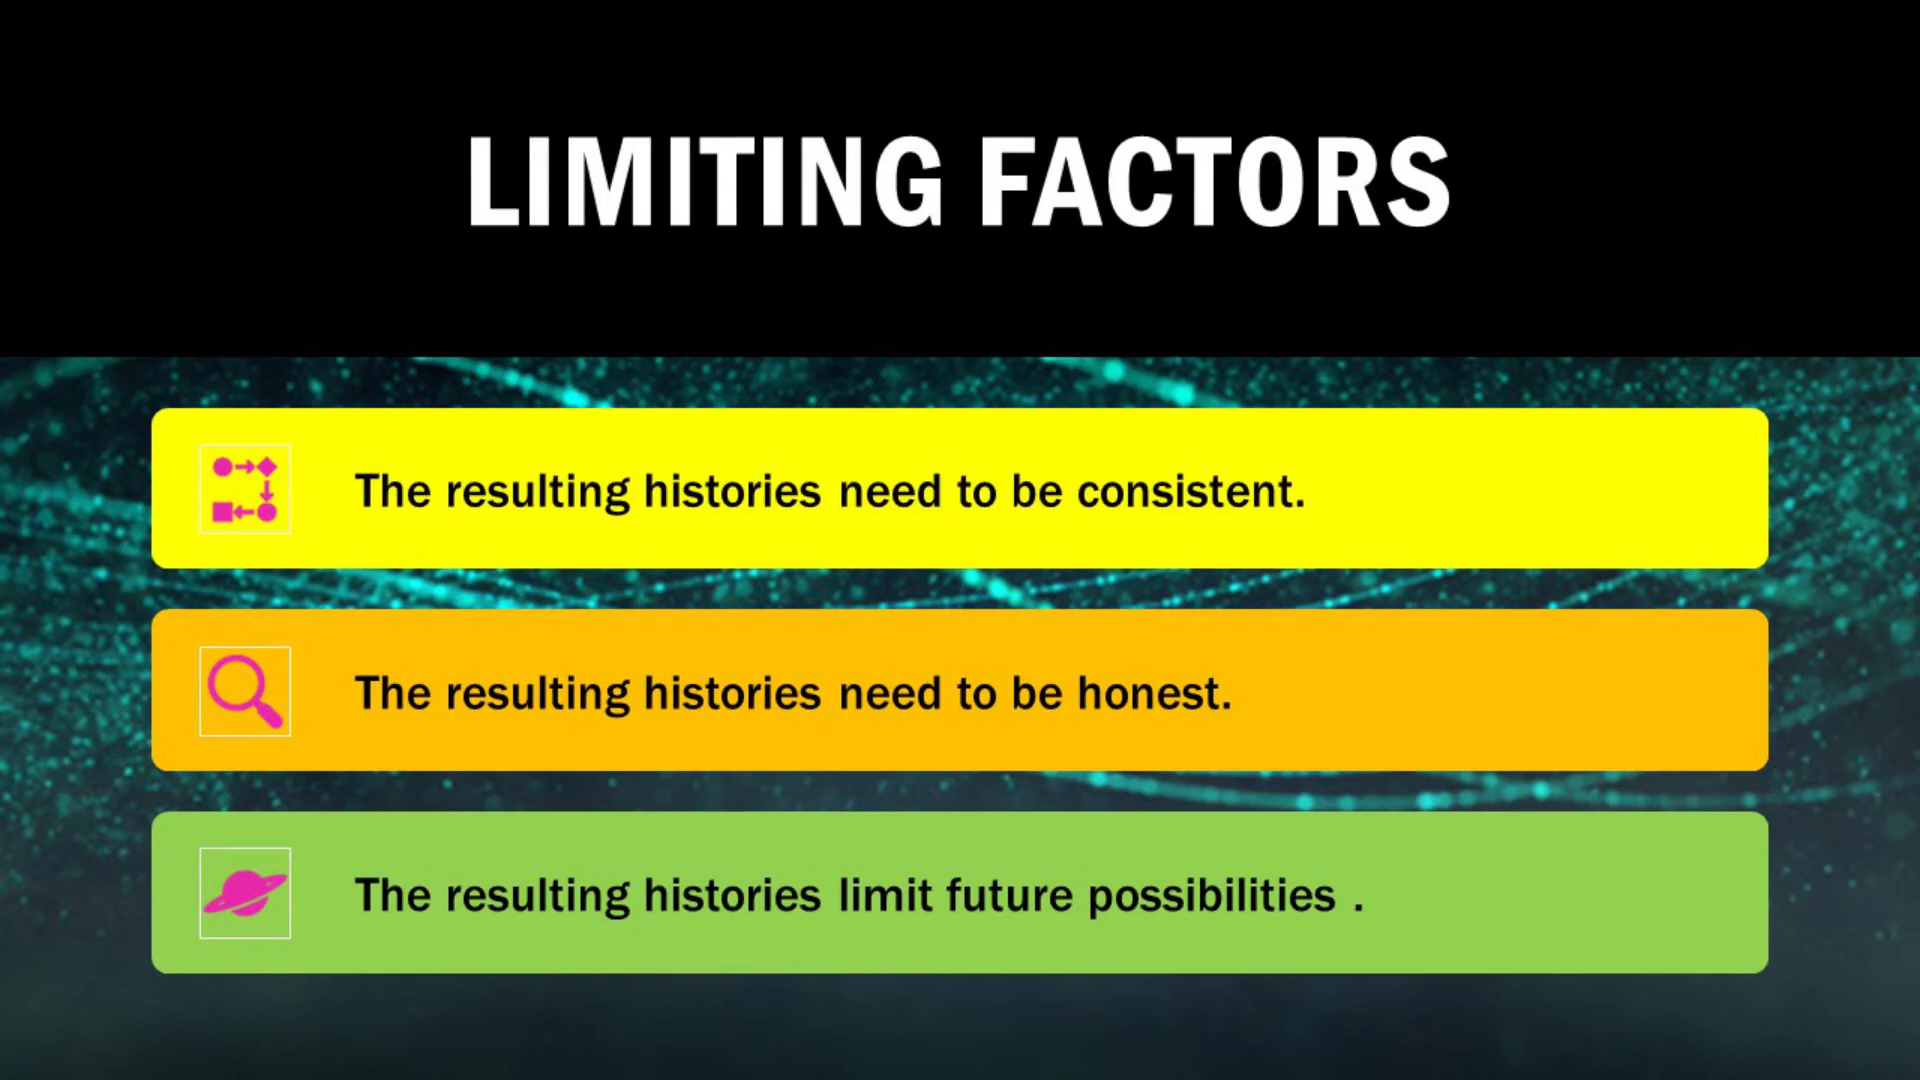 LIMITING FACTORS
The resulting histories need to be consistent.
The resulting histories need to be honest.
The resulting histories limit future possibilities .